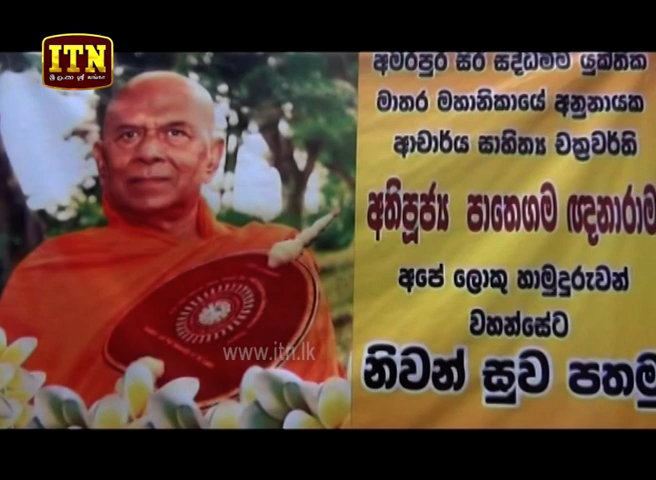 ITN
ශ්‍රී ලංකා
අමරපුර සිරි සද්ධම්ම යුක්තික
මාතර මහානිකායේ අනුනායක
ආචාර්ය සාහිත්‍ය චක්‍රවර්ති
අතිපූජ්‍ය පාතෙගම ඥානාරාම
අපේ ලොකු හාමුදුරුවන්
වහන්සේට
නිවන් සුව පතමු
www.itn.lk